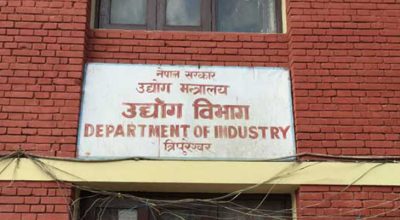 नेपाल सरकार
उद्योग मन्त्रालय
उद्योग विभाग
DEPARTMENT OF INDUSTRY
त्रिपुरेश्वर